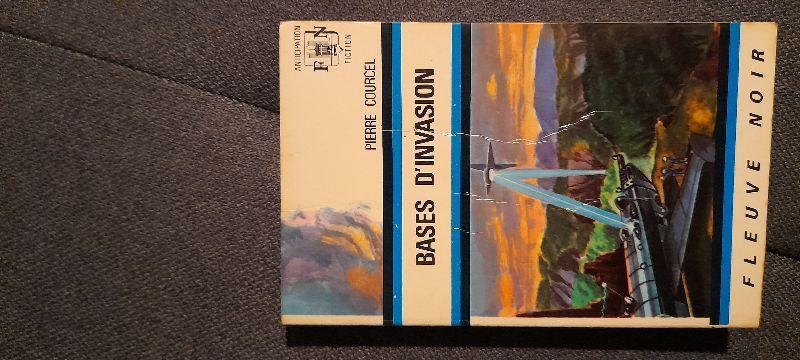 ANTICIPATION
FN
FICTION
PIERRE COURCEL
BASES D'INVASION
FLEUVE NOIR